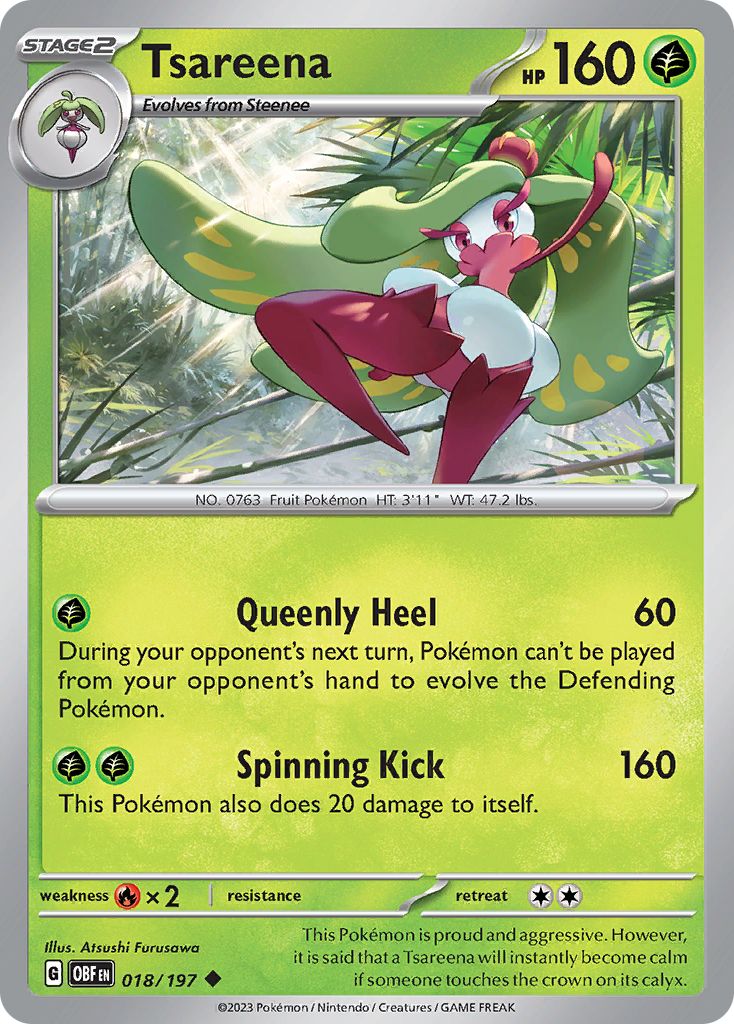 STAGE2
Tsareena
HP 160
Evolves from Steenee
NO. 0763 Fruit Pokémon HT: 3'11" WT: 47.2 lbs.
Queenly Heel 60
During your opponent's next turn, Pokémon can't be played
from your opponent's hand to evolve the Defending
Pokémon.
Spinning Kick 160
This Pokémon also does 20 damage to itself.
weakness ×2 resistance retreat
Illus. Atsushi Furusawa
This Pokémon is proud and aggressive. However,
it is said that a Tsareena will instantly become calm
if someone touches the crown on its calyx.
G OBF EN 018/197
©2023 Pokémon / Nintendo / Creatures / GAME FREAK